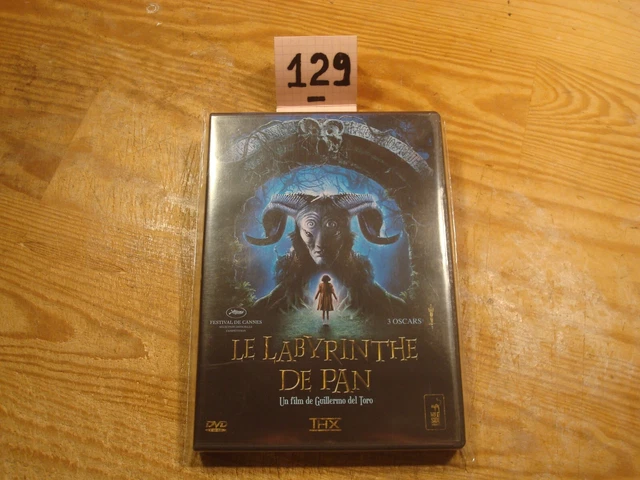 129
FESTIVAL DE CANNES
3 OSCARS
LE LABYRINTHE
DE PAN
Un film de Guillermo del Toro
DVD
THX